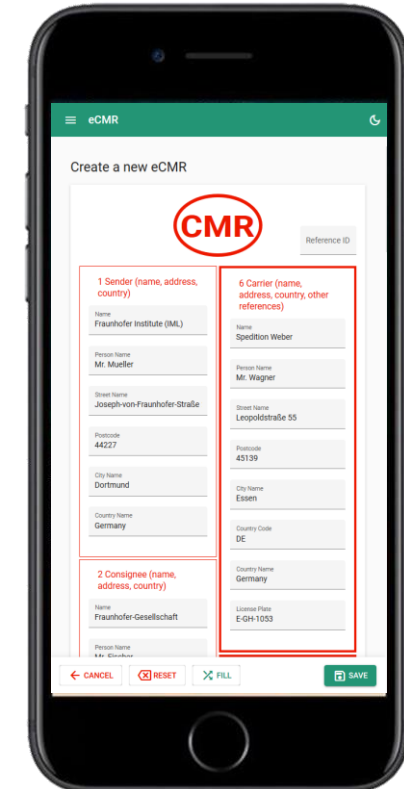 eCMR
Create a new eCMR
CMR
Reference ID
1 Sender (name, address,
country)
Name
Fraunhofer Institute (IML)
Person Name
Mr. Mueller
Street Name
Joseph-von-Fraunhofer-Straße
Postcode
44227
City Name
Dortmund
Country Name
Germany
2 Consignee (name,
address, country)
Name
Fraunhofer-Gesellschaft
Person Name
Mr. Fischer
6 Carrier (name,
address, country, other
references)
Name
Spedition Weber
Person Name
Mr. Wagner
Street Name
Leopoldstraße 55
Postcode
45139
City Name
Essen
Country Code
DE
Country Name
Germany
License Plate
E-GH-1053
CANCEL
RESET
FILL
SAVE